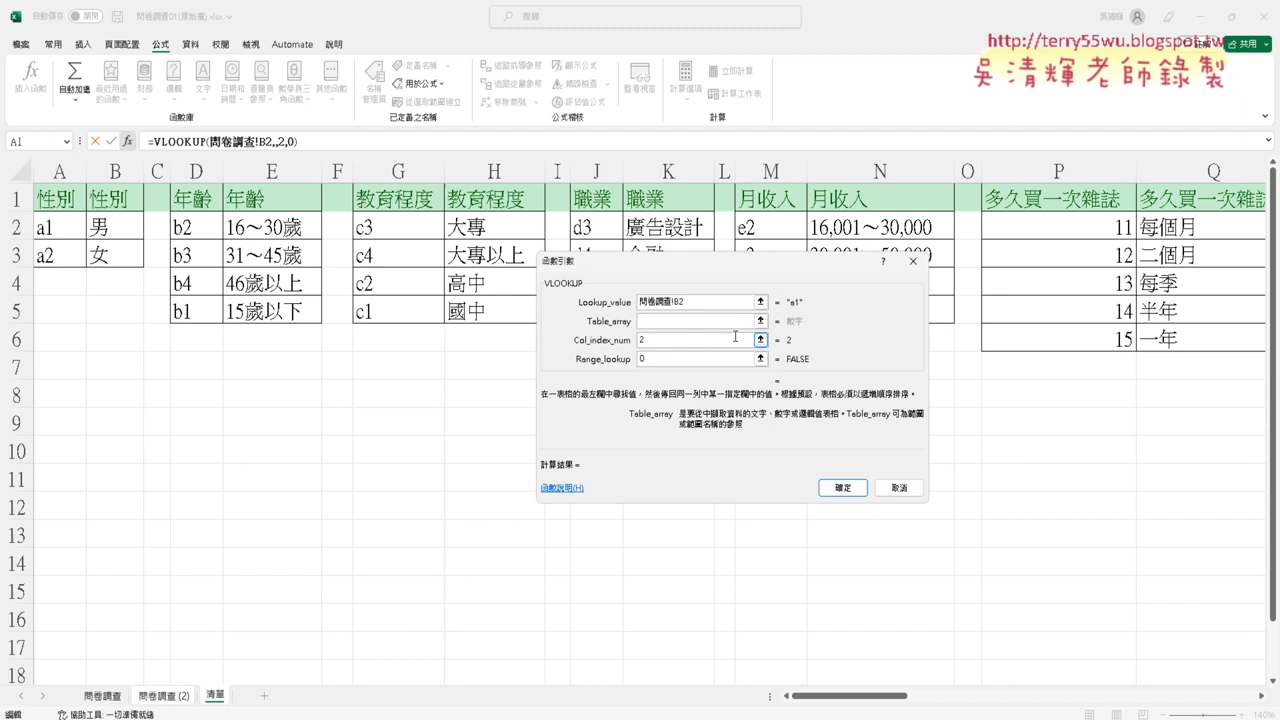 自動儲存 關閉 問卷調查01(原始檔).xlsx 搜尋 吳清輝
http://terry55wu.blogspot.tw
吳清輝老師錄製
檔案 常用 插入 頁面配置 公式 資料 校閱 檢視 Automate 說明 共用
插入函數 自動加總 最近用過的函數 財務 邏輯 文字 日期和時間 查閱與參照 數學與三角函數 其他函數 名稱管理員 定義名稱 用於公式 從選取範圍建立 追蹤前導參照 追蹤從屬參照 移除箭號 顯示公式 錯誤檢查 評估值公式 監看視窗 計算選項 立即計算 計算工作表
函數庫 已定義之名稱 公式稽核 計算
A1 fx =VLOOKUP(問卷調查!B2,,2,0)
A B C D E F G H I J K L M N O P Q
1 性別 性別 年齡 年齡 教育程度 教育程度 職業 職業 月收入 月收入 多久買一次雜誌 多久買一次雜誌
2 a1 男 b2 16～30歲 c3 大專 d3 廣告設計 e2 16,001～30,000 11 每個月
3 a2 女 b3 31～45歲 c4 大專以上 12 二個月
4 b4 46歲以上 c2 高中 13 每季
5 b1 15歲以下 c1 國中 14 半年
6 15 一年
7
8
9
10
11
12
13
14
15
16
17
18
函數引數 ?
VLOOKUP
Lookup_value 問卷調查!B2 = "a1"
Table_array = 數字
Col_index_num 2 = 2
Range_lookup 0 = FALSE
=
在一表格的最左欄中尋找值，然後傳回同一列中某一指定欄中的值。根據預設，表格必須以遞增順序排序。
Table_array 是要從中擷取資料的文字、數字或邏輯值表格。Table_array 可為範圍
或範圍名稱的參照
計算結果 =
函數說明(H) 確定 取消
問卷調查 問卷調查 (2) 清單
編輯 協助工具: 一切準備就緒 140%